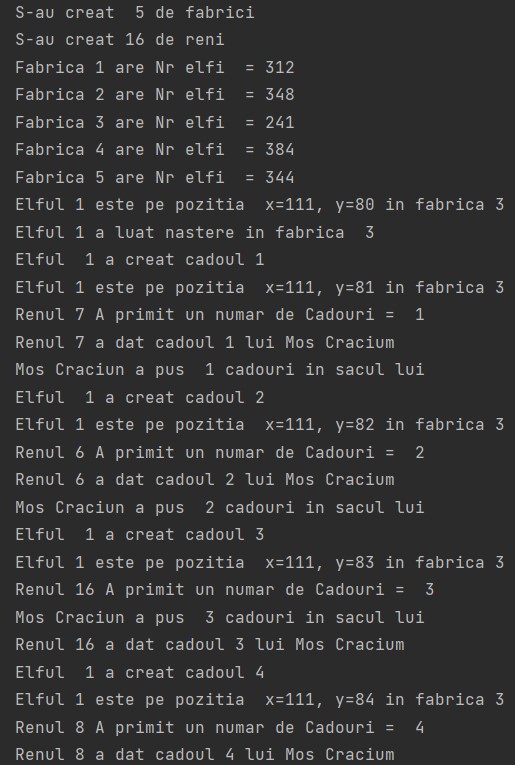 S-au creat  5 de fabrici
S-au creat 16 de reni
Fabrica 1 are Nr elfi  = 312
Fabrica 2 are Nr elfi  = 348
Fabrica 3 are Nr elfi  = 241
Fabrica 4 are Nr elfi  = 384
Fabrica 5 are Nr elfi  = 344
Elful 1 este pe pozitia  x=111, y=80 in fabrica 3
Elful 1 a luat nastere in fabrica  3
Elful  1 a creat cadoul 1
Elful 1 este pe pozitia  x=111, y=81 in fabrica 3
Renul 7 A primit un numar de Cadouri =  1
Renul 7 a dat cadoul 1 lui Mos Cracium
Mos Craciun a pus  1 cadouri in sacul lui
Elful  1 a creat cadoul 2
Elful 1 este pe pozitia  x=111, y=82 in fabrica 3
Renul 6 A primit un numar de Cadouri =  2
Renul 6 a dat cadoul 2 lui Mos Cracium
Mos Craciun a pus  2 cadouri in sacul lui
Elful  1 a creat cadoul 3
Elful 1 este pe pozitia  x=111, y=83 in fabrica 3
Renul 16 A primit un numar de Cadouri =  3
Mos Craciun a pus  3 cadouri in sacul lui
Renul 16 a dat cadoul 3 lui Mos Cracium
Elful  1 a creat cadoul 4
Elful 1 este pe pozitia  x=111, y=84 in fabrica 3
Renul 8 A primit un numar de Cadouri =  4
Renul 8 a dat cadoul 4 lui Mos Cracium